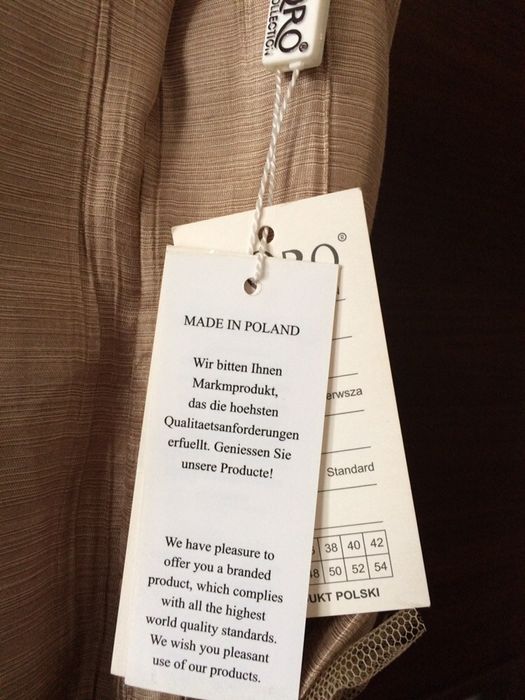 COLLECTION
MADE IN POLAND
Wir bitten Ihnen
Markmprodukt,
das die hoehsten
Qualitaetsanforderungen
erfuellt. Geniessen Sie
unsere Producte!
We have pleasure to
offer you a branded
product, which complies
with all the highest
world quality standards.
We wish you pleasant
use of our products.
Standard
38 40 42
50 52 54
POLSKI